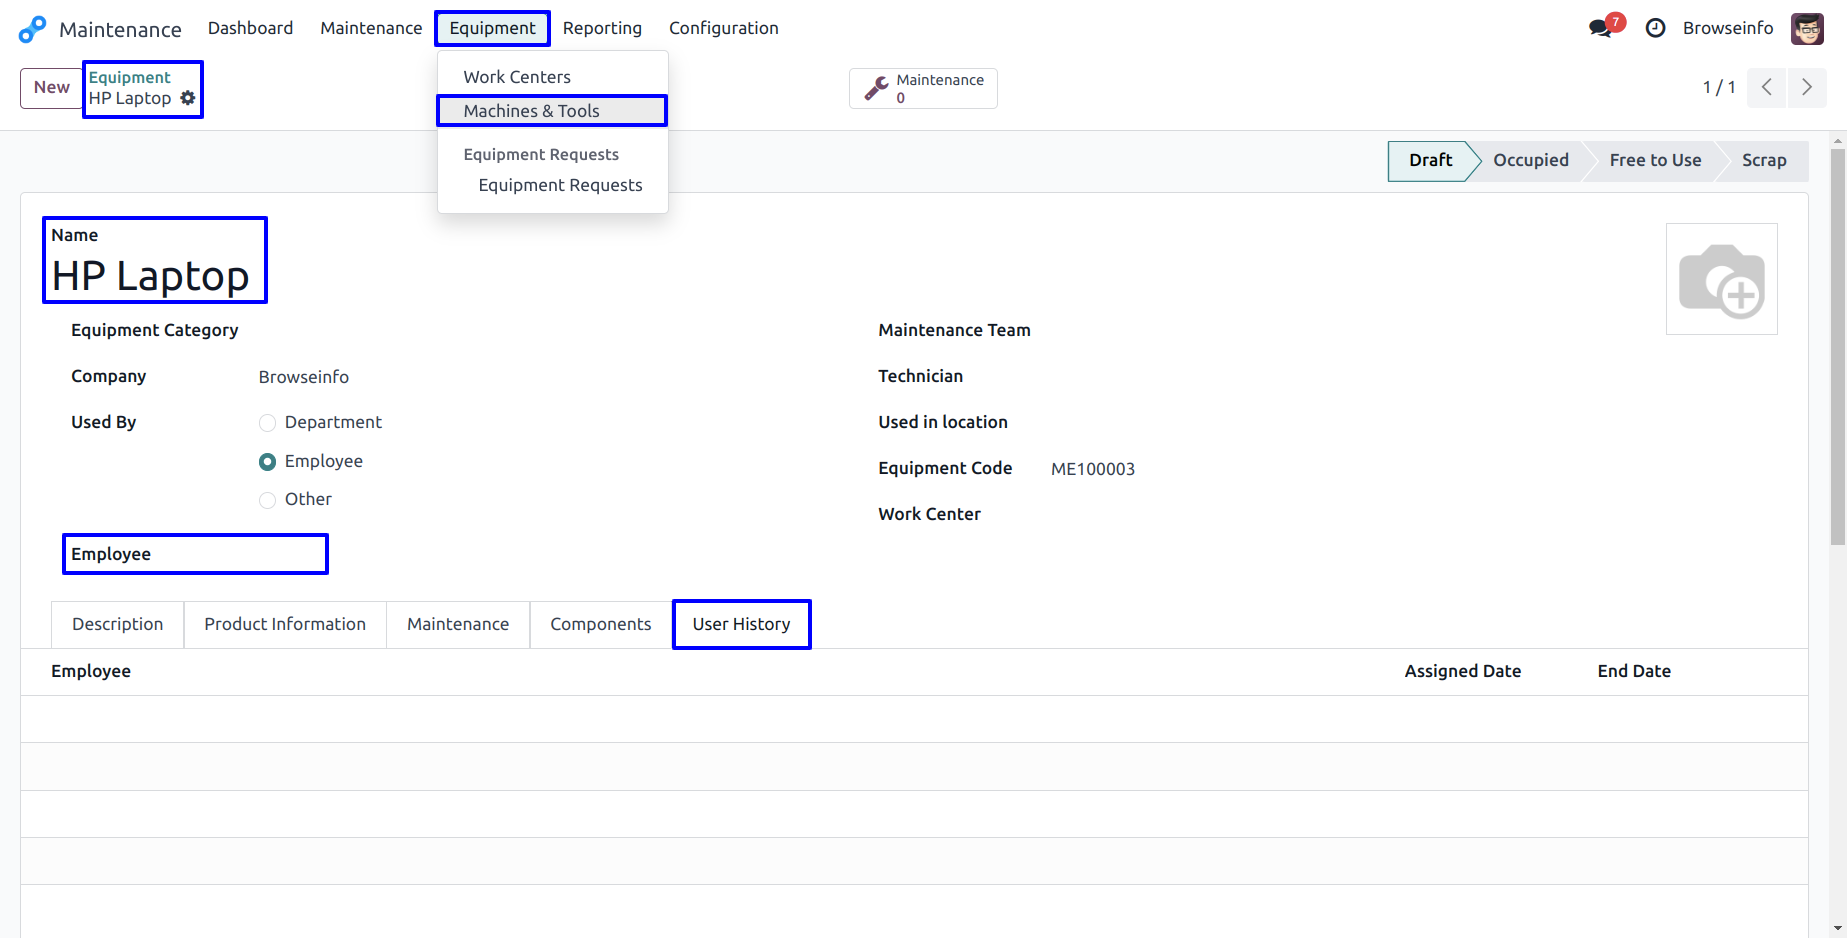 Maintenance Dashboard Maintenance Equipment Reporting Configuration 7 Browseinfo
New
Equipment
HP Laptop
Work Centers
Machines & Tools
Equipment Requests
Equipment Requests
Maintenance
0
1 / 1
Draft Occupied Free to Use Scrap
Name
HP Laptop
Equipment Category
Company Browseinfo
Used By Department
Employee
Other
Employee
Maintenance Team
Technician
Used in location
Equipment Code ME100003
Work Center
Description Product Information Maintenance Components User History
Employee Assigned Date End Date